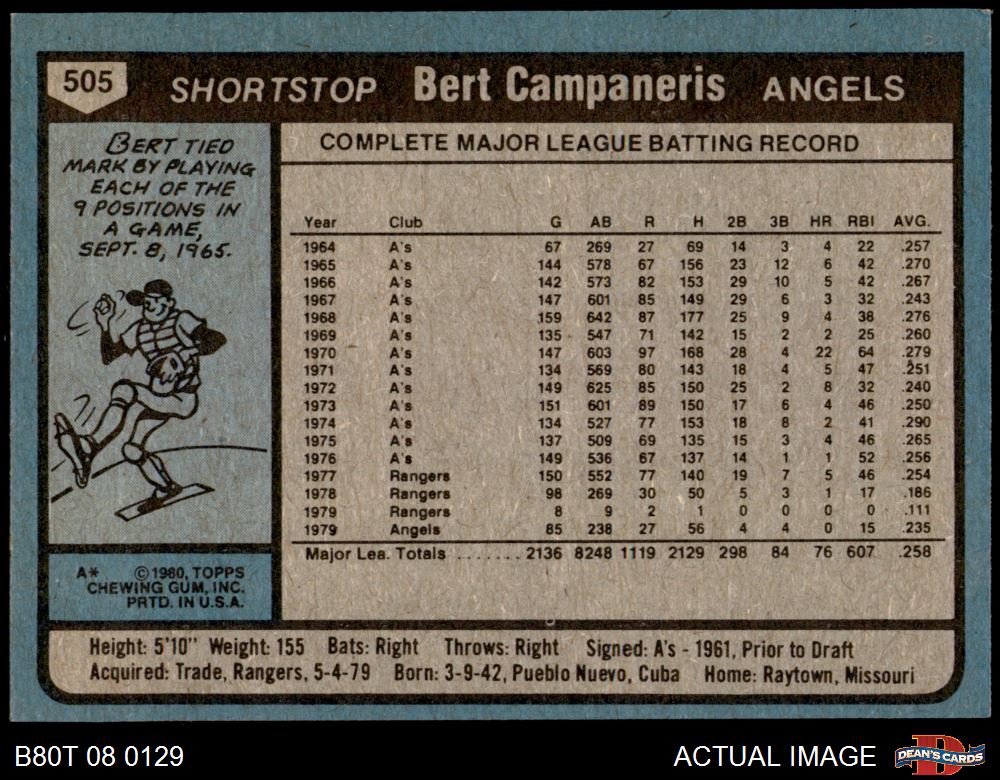 505 SHORTSTOP Bert Campaneris ANGELS
BERT TIED
MARK BY PLAYING
EACH OF THE
9 POSITIONS IN
A GAME,
SEPT. 8, 1965.
COMPLETE MAJOR LEAGUE BATTING RECORD
Year Club G AB R H 2B 3B HR RBI AVG.
1964 A's 67 269 27 69 14 3 4 22 .257
1965 A's 144 578 67 156 23 12 6 42 .270
1966 A's 142 573 82 153 29 10 5 42 .267
1967 A's 147 601 85 149 29 6 3 32 .243
1968 A's 159 642 87 177 25 9 4 38 .276
1969 A's 135 547 71 142 15 2 2 25 .260
1970 A's 147 603 97 168 28 4 22 64 .279
1971 A's 134 569 80 143 18 4 5 47 .251
1972 A's 149 625 85 150 25 2 8 32 .240
1973 A's 151 601 89 150 17 6 4 46 .250
1974 A's 134 527 77 153 18 8 2 41 .290
1975 A's 137 509 69 135 15 3 4 46 .265
1976 A's 149 536 67 137 14 1 1 52 .256
1977 Rangers 150 552 77 140 19 7 5 46 .254
1978 Rangers 98 269 30 50 5 3 1 17 .186
1979 Rangers 8 9 2 1 0 0 0 0 .111
1979 Angels 85 238 27 56 4 4 0 15 .235
Major Lea. Totals ....... 2136 8248 1119 2129 298 84 76 607 .258
A* ©1980, TOPPS
CHEWING GUM, INC.
PRTD. IN U.S.A.
Height: 5'10" Weight: 155 Bats: Right Throws: Right Signed: A's - 1961, Prior to Draft
Acquired: Trade, Rangers, 5-4-79 Born: 3-9-42, Pueblo Nuevo, Cuba Home: Raytown, Missouri
B80T 08 0129 ACTUAL IMAGE DEAN'S CARDS